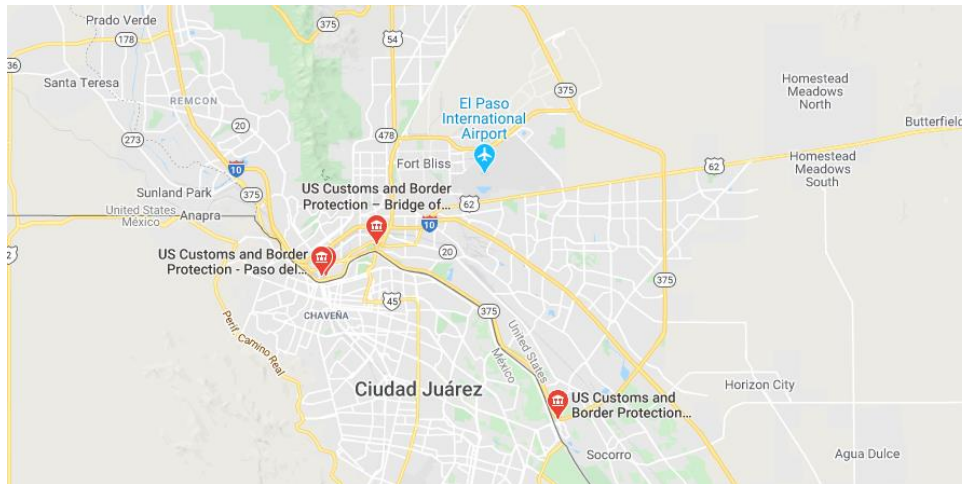 Prado Verde
375
54
178
36
Santa Teresa
REMCON
20
El Paso
International
Airport
375
Homestead
Meadows
North
Butterfield
273
478
Fort Bliss
10
62
Homestead
Meadows
South
Sunland Park
375
US Customs and Border
Protection – Bridge of...
62
United States
México
Anapra
10
2
US Customs and Border
Protection - Paso del...
20
45
CHAVEÑA
375
Perif. Camino Real
United States
México
Ciudad Juárez
US Customs and
Border Protection...
Horizon City
Socorro
Agua Dulce